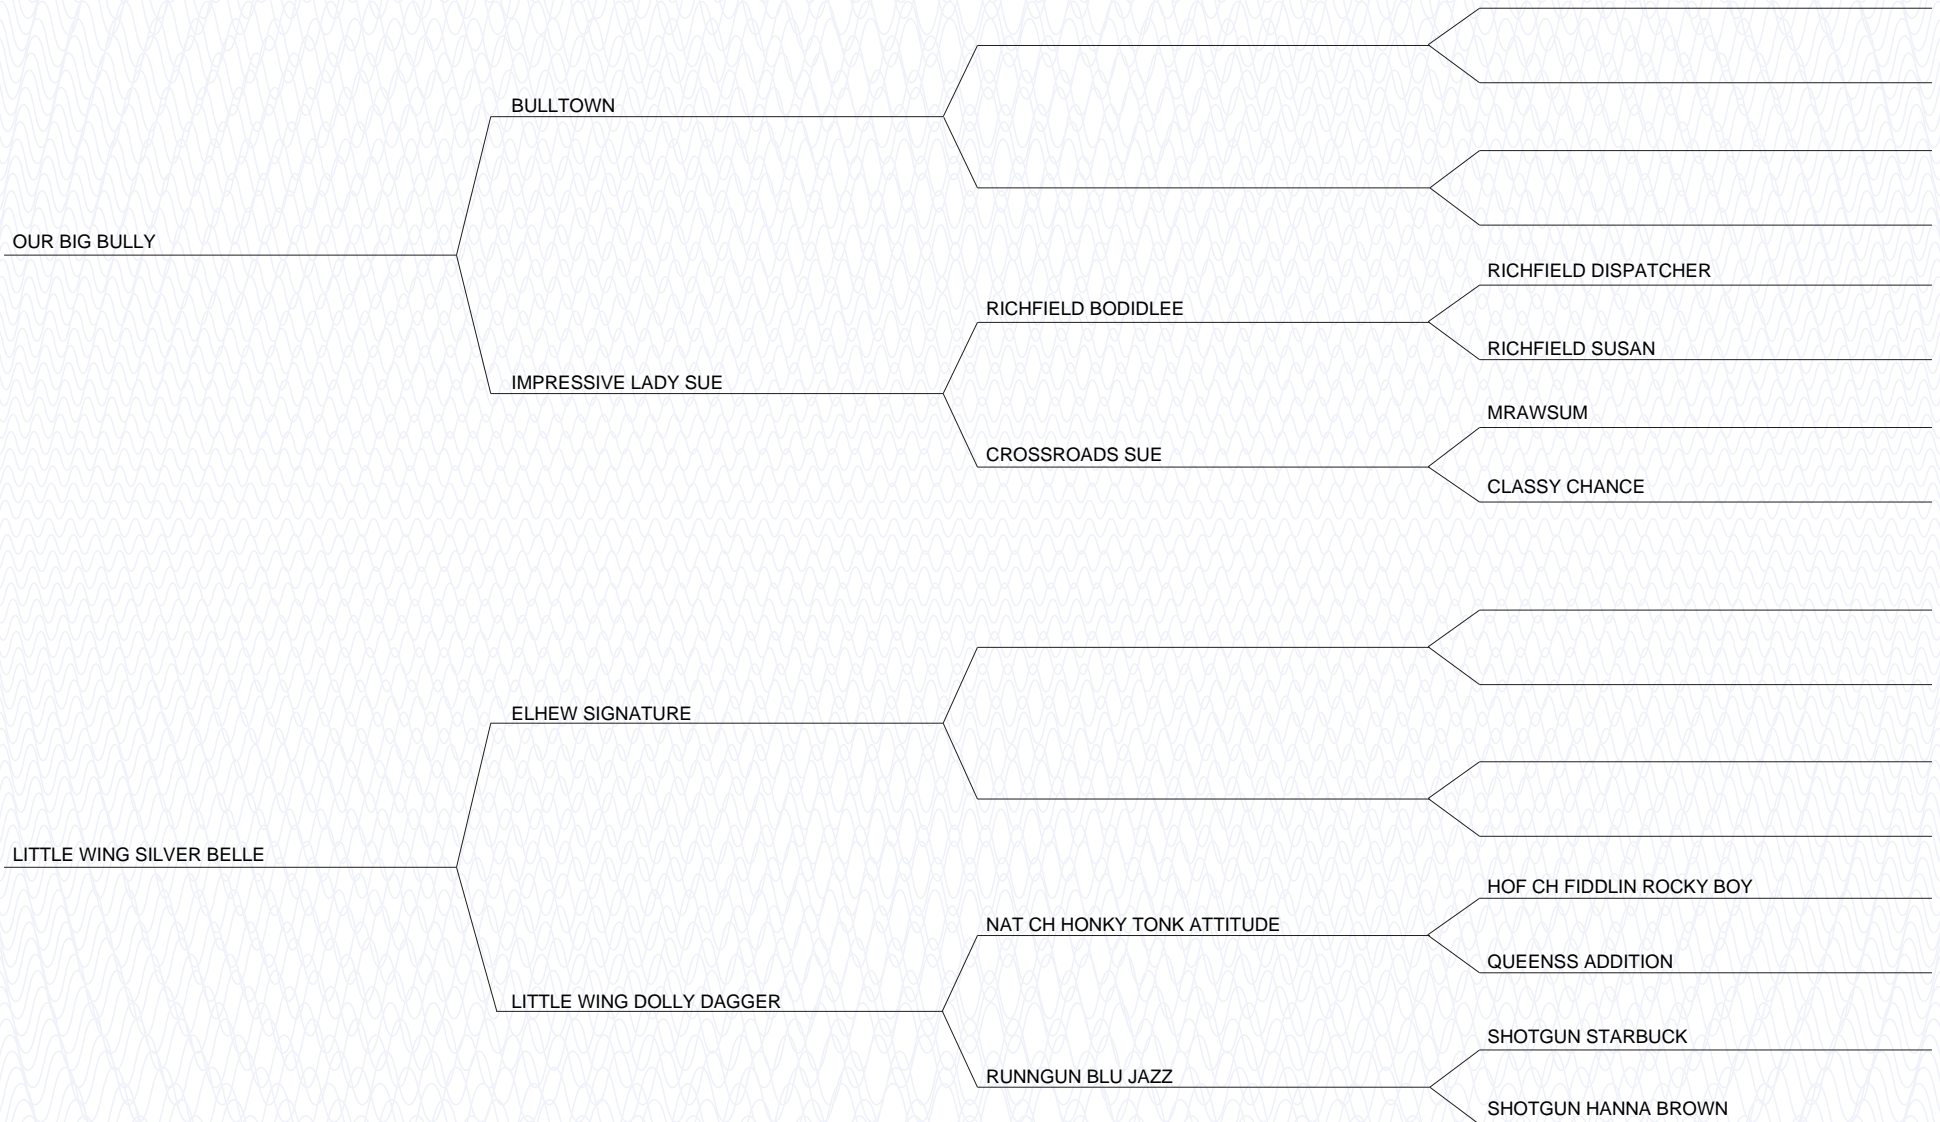 BULLTOWN
OUR BIG BULLY
RICHFIELD DISPATCHER
RICHFIELD BODIDLEE
RICHFIELD SUSAN
IMPRESSIVE LADY SUE
MRAWSUM
CROSSROADS SUE
CLASSY CHANCE
ELHEW SIGNATURE
LITTLE WING SILVER BELLE
HOF CH FIDDLIN ROCKY BOY
NAT CH HONKY TONK ATTITUDE
QUEENSS ADDITION
LITTLE WING DOLLY DAGGER
SHOTGUN STARBUCK
RUNNGUN BLU JAZZ
SHOTGUN HANNA BROWN